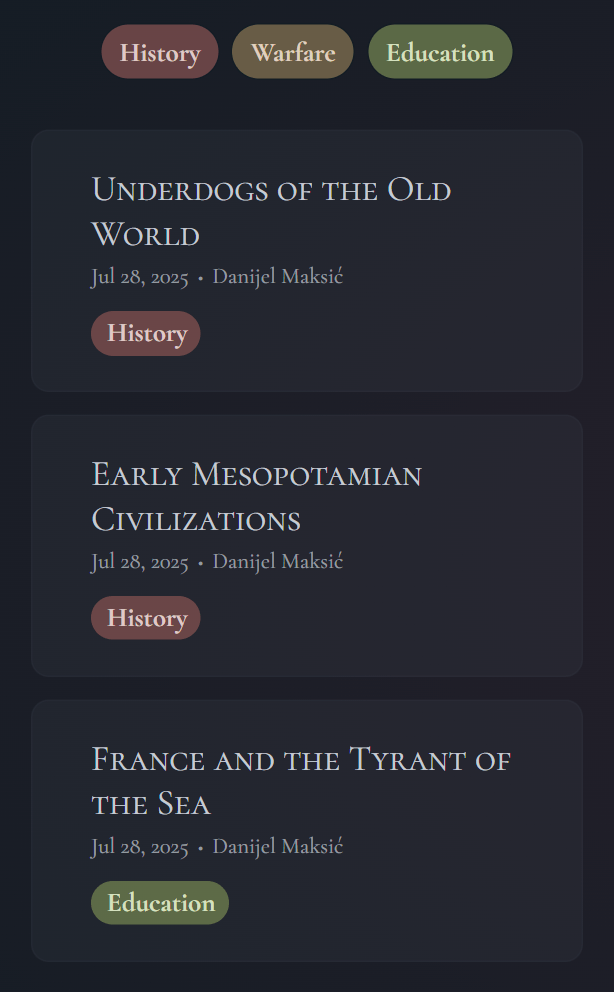 History Warfare Education
Underdogs of the Old
World
Jul 28, 2025 • Danijel Maksić
History
Early Mesopotamian
Civilizations
Jul 28, 2025 • Danijel Maksić
History
France and the Tyrant of
the Sea
Jul 28, 2025 • Danijel Maksić
Education